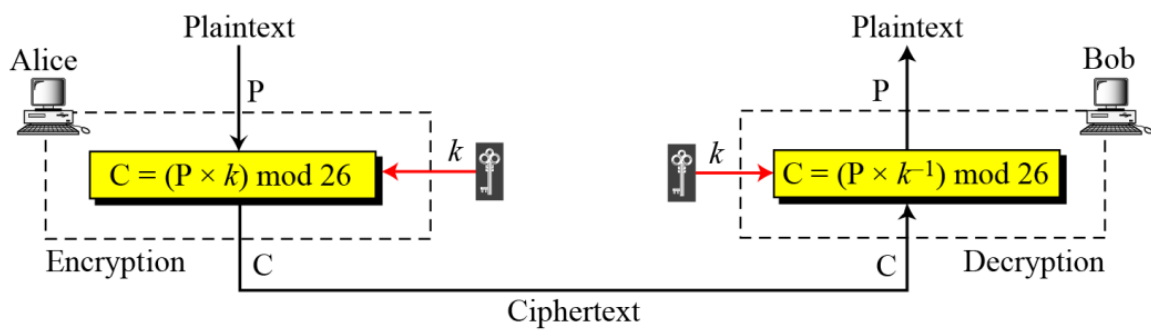 Plaintext
Plaintext
Alice
Bob
P
P
k
k
C = (P × k) mod 26
C = (P × k⁻¹) mod 26
Encryption
C
C
Decryption
Ciphertext